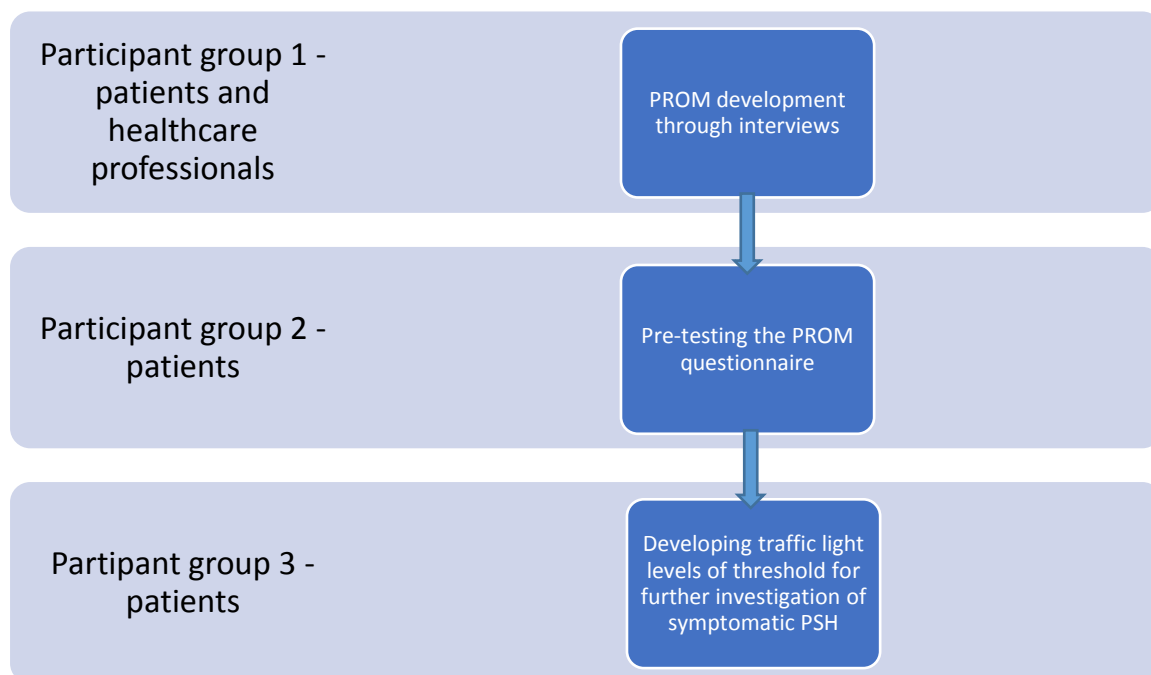 Participant group 1 -
patients and
healthcare
professionals
PROM development
through interviews
Participant group 2 -
patients
Pre-testing the PROM
questionnaire
Partipant group 3 -
patients
Developing traffic light
levels of threshold for
further investigation of
symptomatic PSH